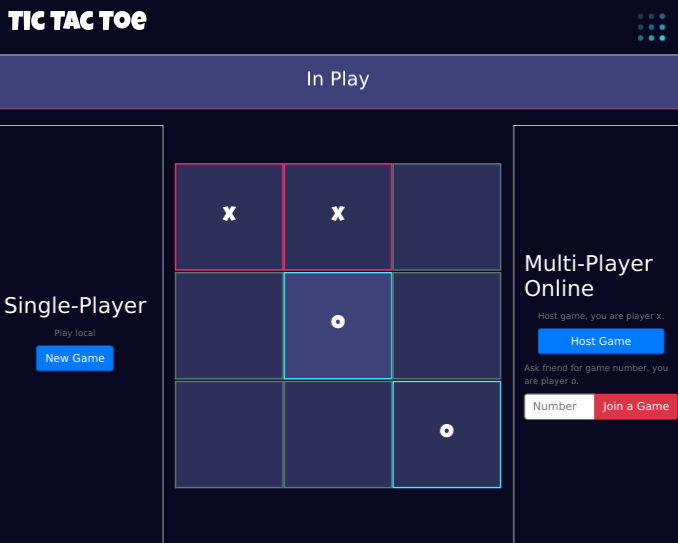 TIC TAC TOE
In Play
x
x
o
o
Single-Player
Play local
New Game
Multi-Player
Online
Host game, you are player x.
Host Game
Ask friend for game number, you
are player o.
Number
Join a Game